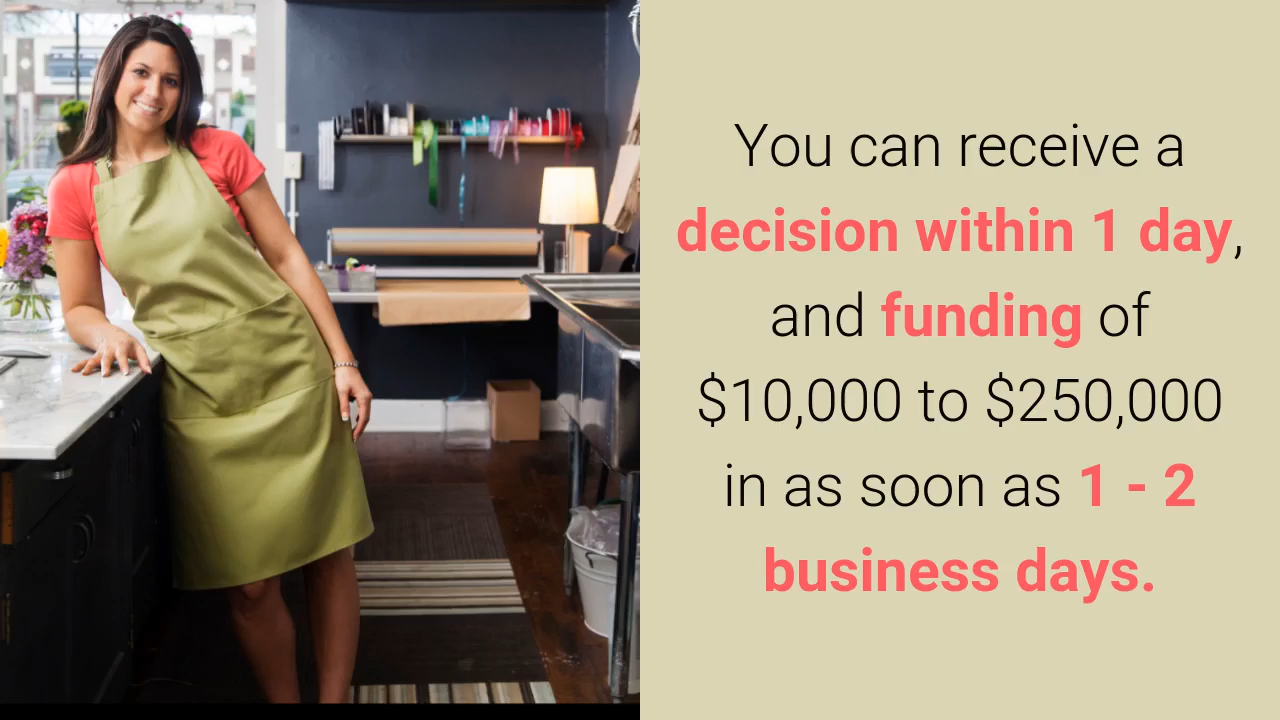 You can receive a
decision within 1 day,
and funding of
$10,000 to $250,000
in as soon as 1 - 2
business days.